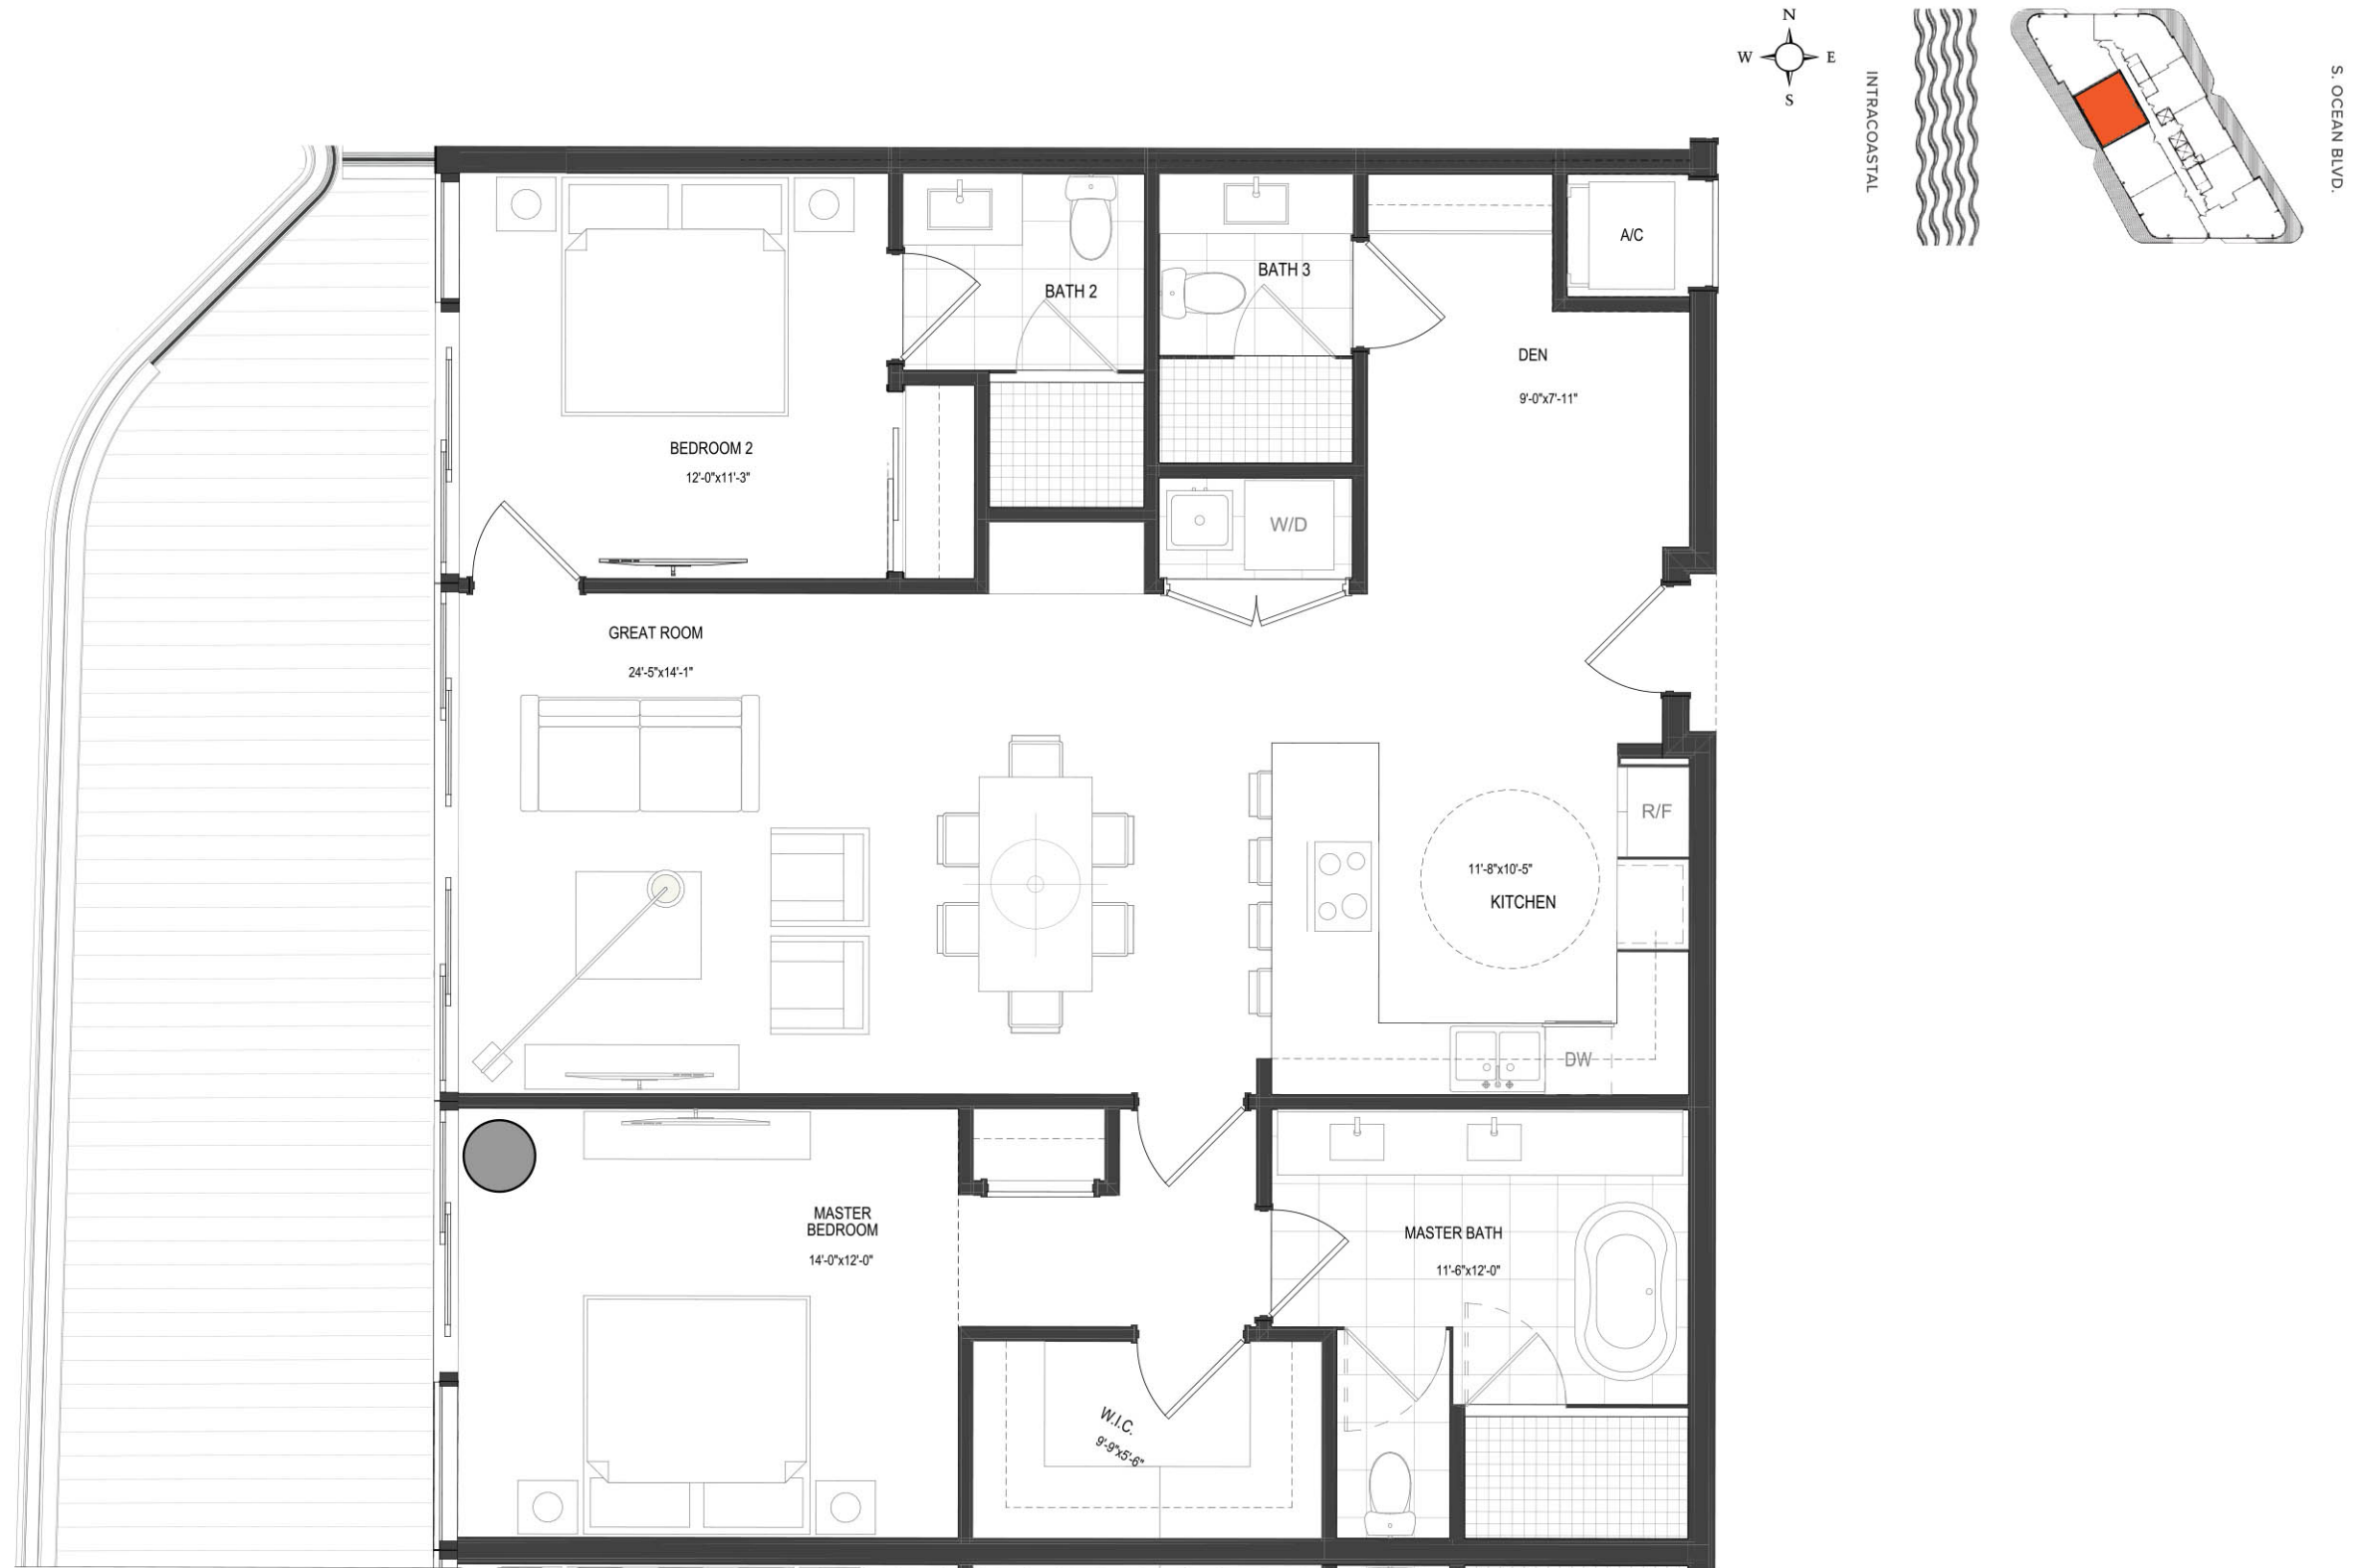 N
W
E
S
INTRACOASTAL
S. OCEAN BLVD.
A/C
BATH 2
BATH 3
DEN
9'-0"x7'-11"
BEDROOM 2
12'-0"x11'-3"
W/D
GREAT ROOM
24'-5"x14'-1"
R/F
11'-8"x10'-5"
KITCHEN
DW
MASTER
BEDROOM
14'-0"x12'-0"
MASTER BATH
11'-6"x12'-0"
W.I.C.
9'-9"x5'-6"